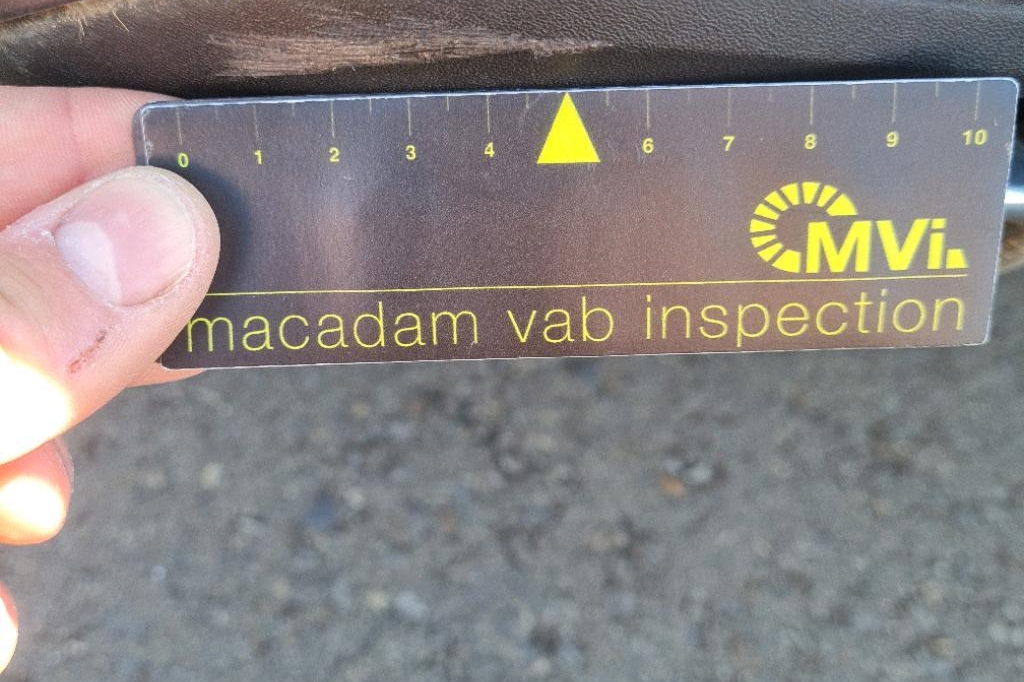 0 1 2 3 4 6 7 8 9 10
MVi
macadam vab inspection